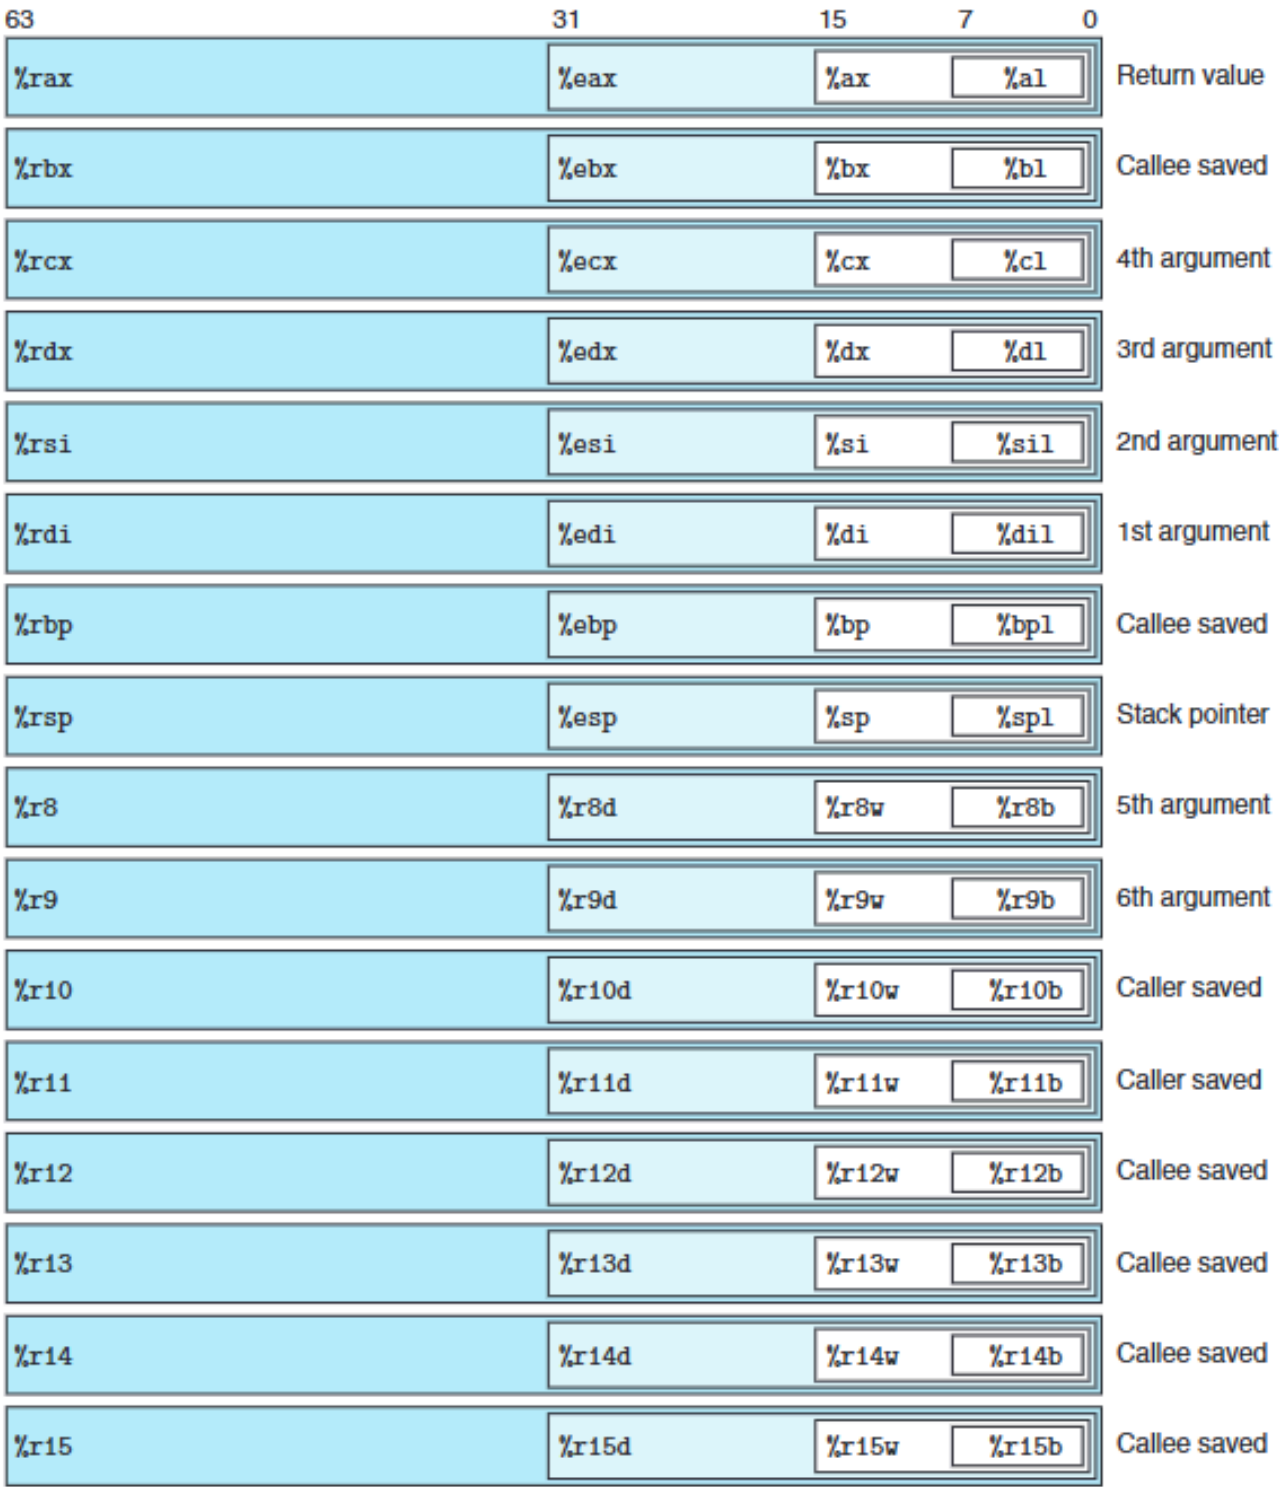 63 31 15 7 0
%rax %eax %ax %al Return value
%rbx %ebx %bx %bl Callee saved
%rcx %ecx %cx %cl 4th argument
%rdx %edx %dx %dl 3rd argument
%rsi %esi %si %sil 2nd argument
%rdi %edi %di %dil 1st argument
%rbp %ebp %bp %bpl Callee saved
%rsp %esp %sp %spl Stack pointer
%r8 %r8d %r8w %r8b 5th argument
%r9 %r9d %r9w %r9b 6th argument
%r10 %r10d %r10w %r10b Caller saved
%r11 %r11d %r11w %r11b Caller saved
%r12 %r12d %r12w %r12b Callee saved
%r13 %r13d %r13w %r13b Callee saved
%r14 %r14d %r14w %r14b Callee saved
%r15 %r15d %r15w %r15b Callee saved